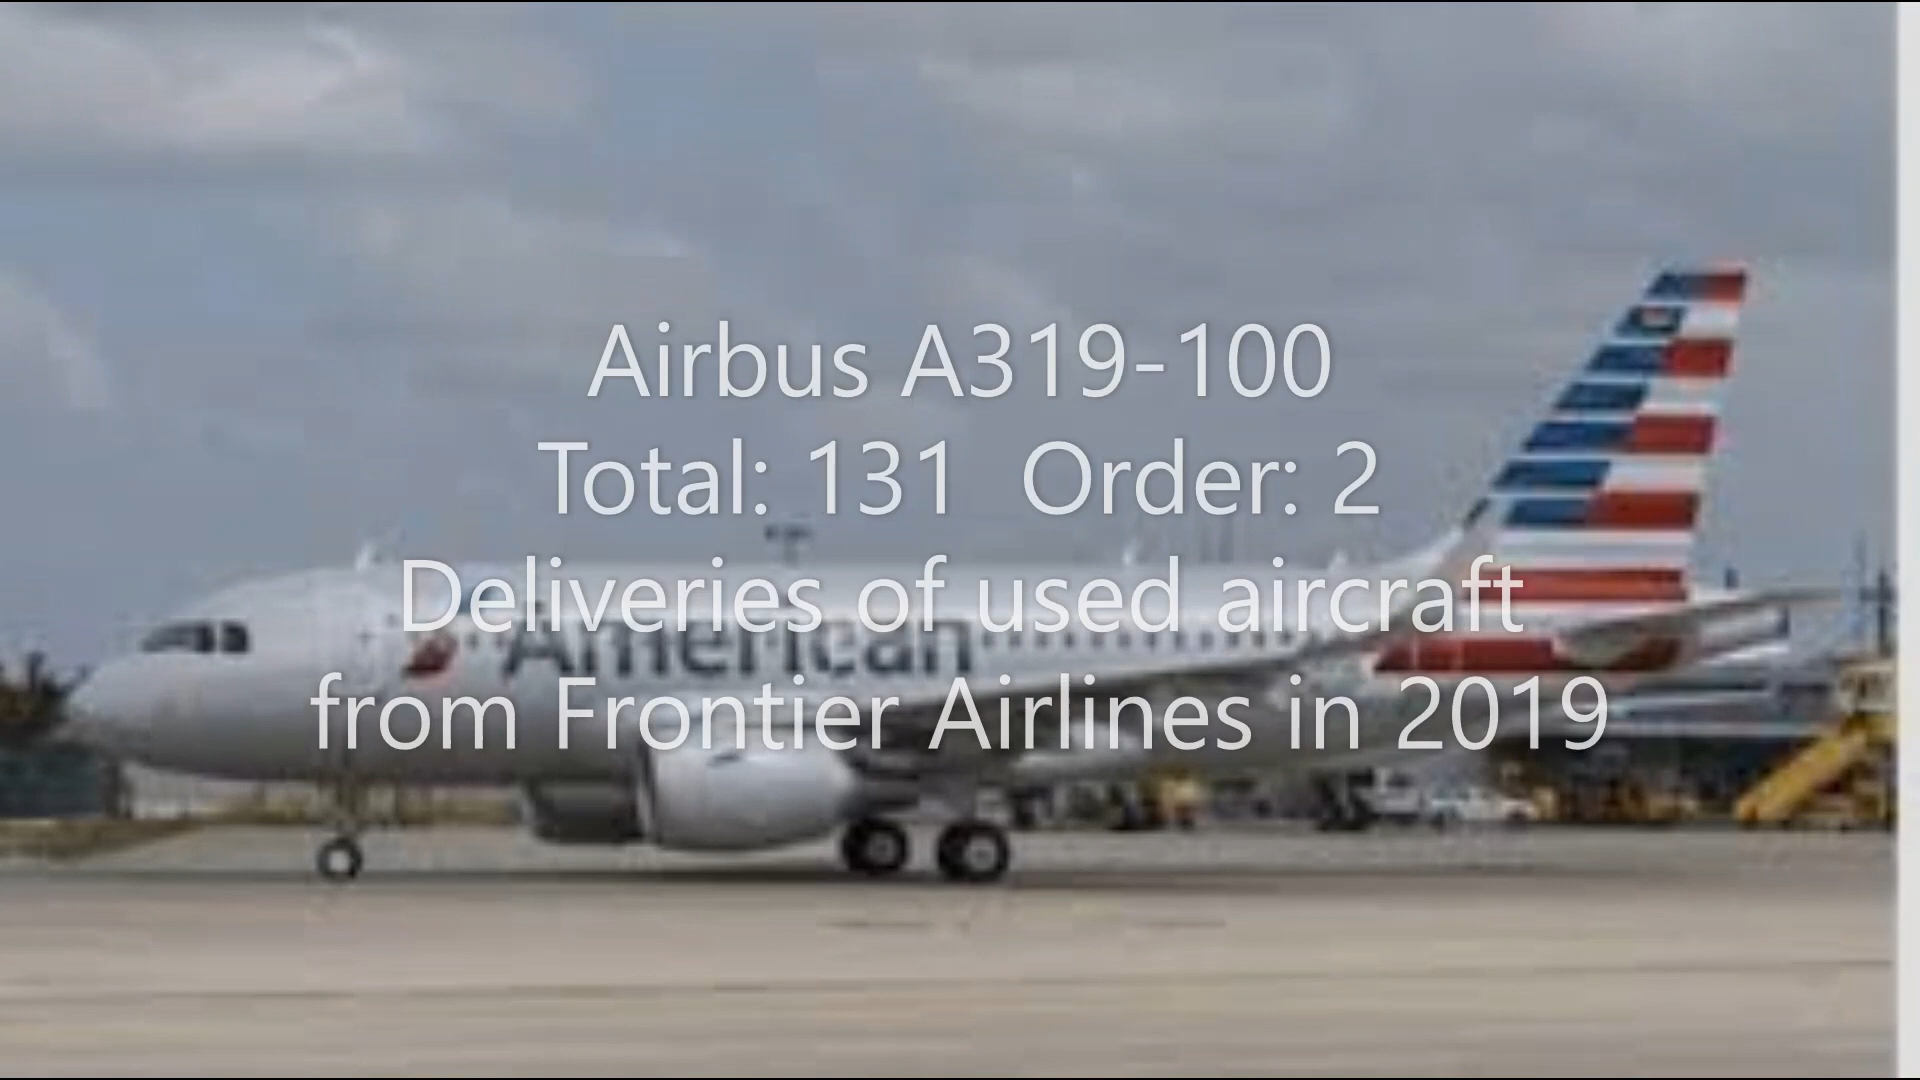 Airbus A319-100
Total: 131  Order: 2
Deliveries of used aircraft
American
from Frontier Airlines in 2019